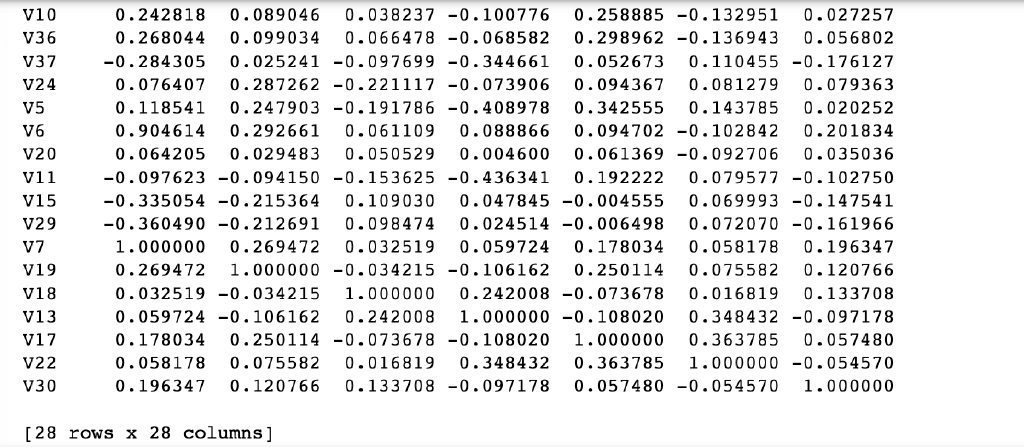 V10 0.242818 0.089046 0.038237 -0.100776 0.258885 -0.132951 0.027257
V36 0.268044 0.099034 0.066478 -0.068582 0.298962 -0.136943 0.056802
V37 -0.284305 0.025241 -0.097699 -0.344661 0.052673 0.110455 -0.176127
V24 0.076407 0.287262 -0.221117 -0.073906 0.094367 0.081279 0.079363
V5 0.118541 0.247903 -0.191786 -0.408978 0.342555 0.143785 0.020252
V6 0.904614 0.292661 0.061109 0.088866 0.094702 -0.102842 0.201834
V20 0.064205 0.029483 0.050529 0.004600 0.061369 -0.092706 0.035036
V11 -0.097623 -0.094150 -0.153625 -0.436341 0.192222 0.079577 -0.102750
V15 -0.335054 -0.215364 0.109030 0.047845 -0.004555 0.069993 -0.147541
V29 -0.360490 -0.212691 0.098474 0.024514 -0.006498 0.072070 -0.161966
V7 1.000000 0.269472 0.032519 0.059724 0.178034 0.058178 0.196347
V19 0.269472 1.000000 -0.034215 -0.106162 0.250114 0.075582 0.120766
V18 0.032519 -0.034215 1.000000 0.242008 -0.073678 0.016819 0.133708
V13 0.059724 -0.106162 0.242008 1.000000 -0.108020 0.348432 -0.097178
V17 0.178034 0.250114 -0.073678 -0.108020 1.000000 0.363785 0.057480
V22 0.058178 0.075582 0.016819 0.348432 0.363785 1.000000 -0.054570
V30 0.196347 0.120766 0.133708 -0.097178 0.057480 -0.054570 1.000000
[28 rows x 28 columns]